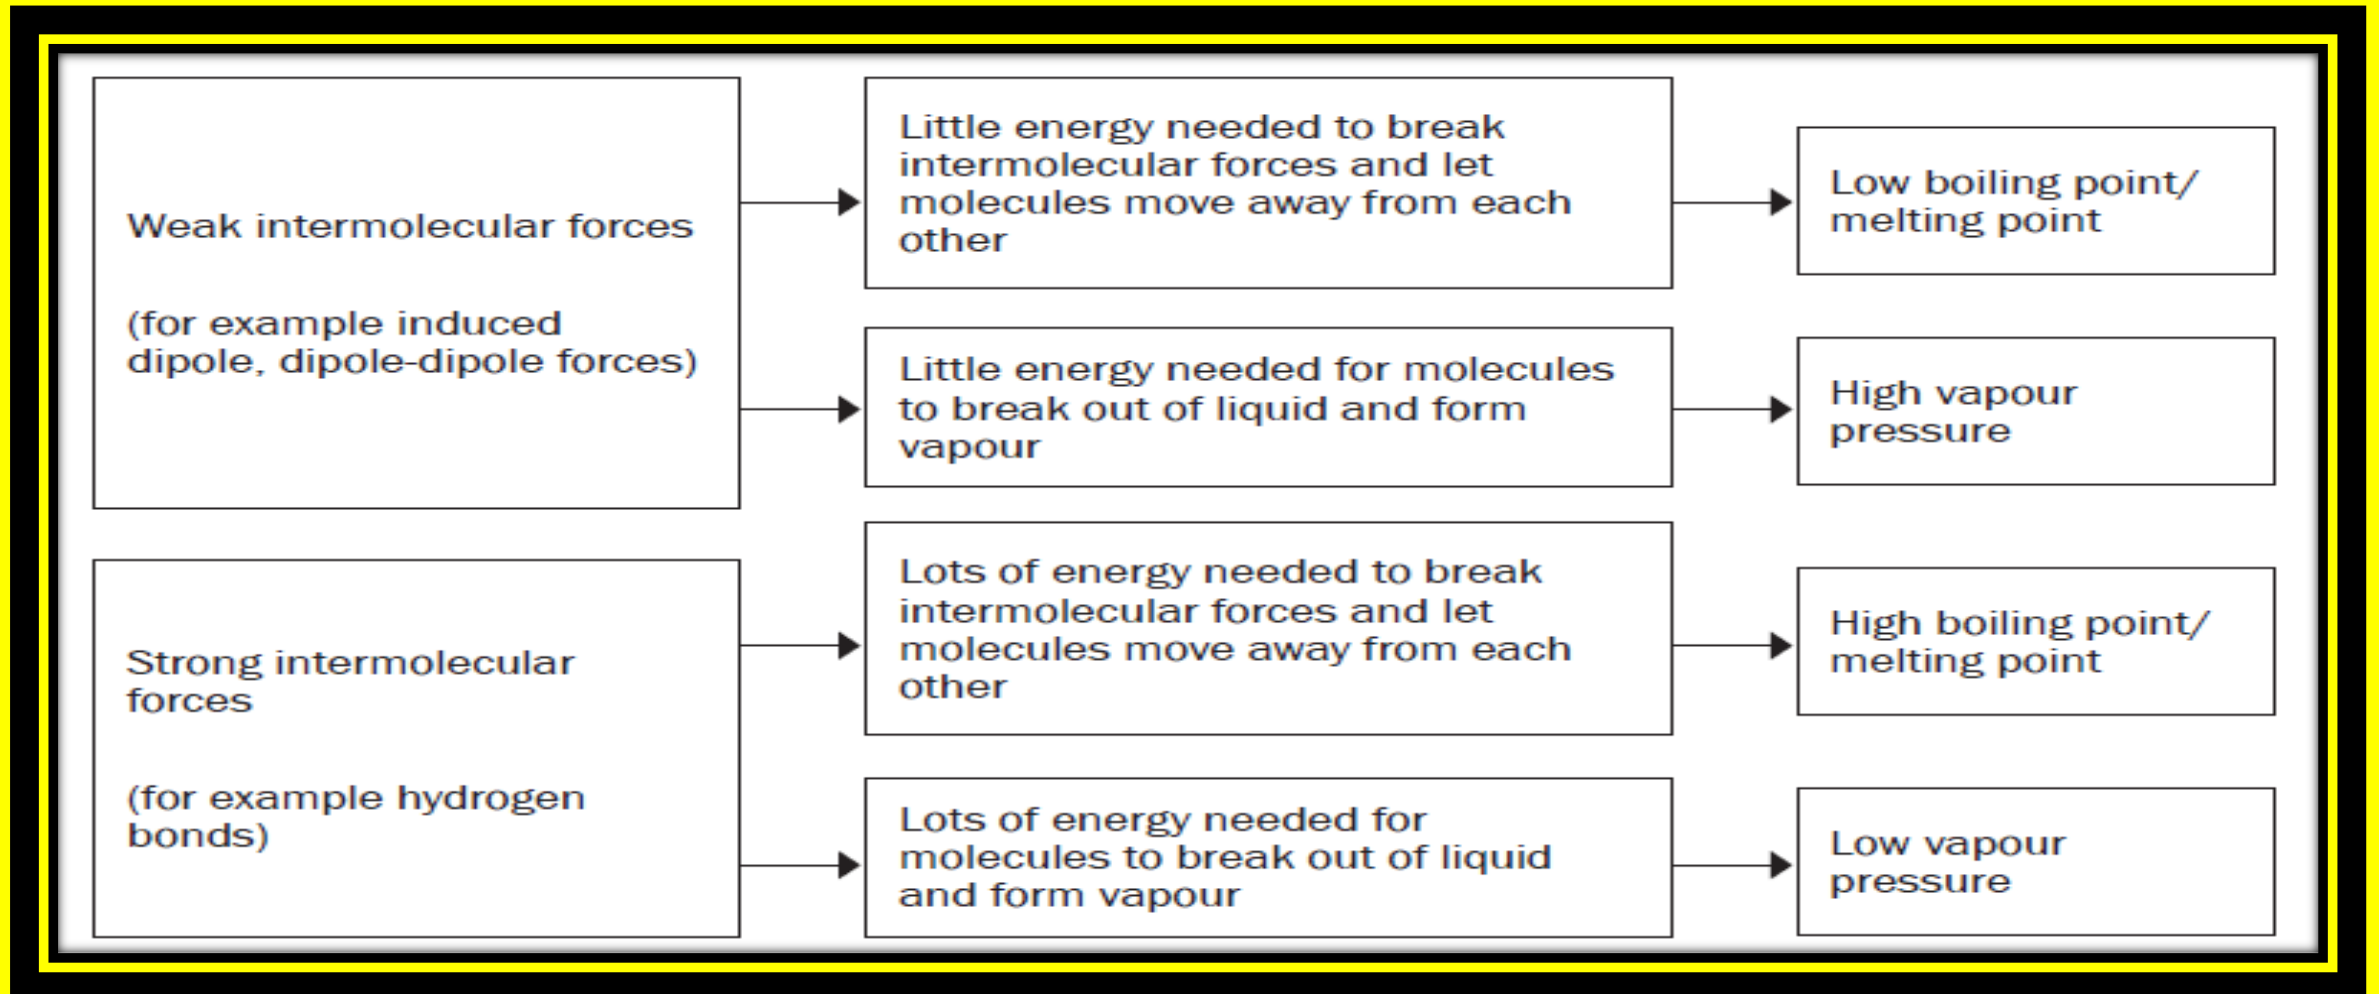 Weak intermolecular forces
(for example induced
dipole, dipole-dipole forces)
Little energy needed to break
intermolecular forces and let
molecules move away from each
other
Low boiling point/
melting point
Little energy needed for molecules
to break out of liquid and form
vapour
High vapour
pressure
Strong intermolecular
forces
(for example hydrogen
bonds)
Lots of energy needed to break
intermolecular forces and let
molecules move away from each
other
High boiling point/
melting point
Lots of energy needed for
molecules to break out of liquid
and form vapour
Low vapour
pressure